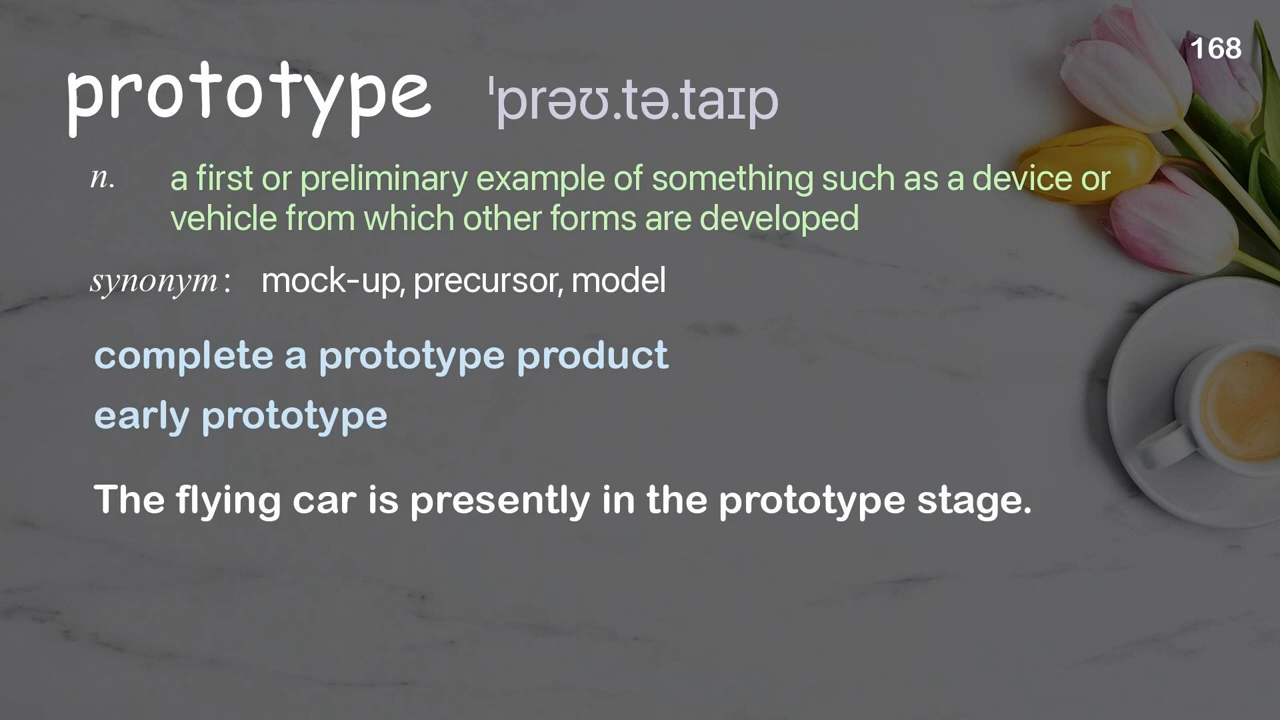 168
prototype ˈprəʊ.tə.taɪp
n. a first or preliminary example of something such as a device or
vehicle from which other forms are developed
synonym: mock-up, precursor, model
complete a prototype product
early prototype
The flying car is presently in the prototype stage.